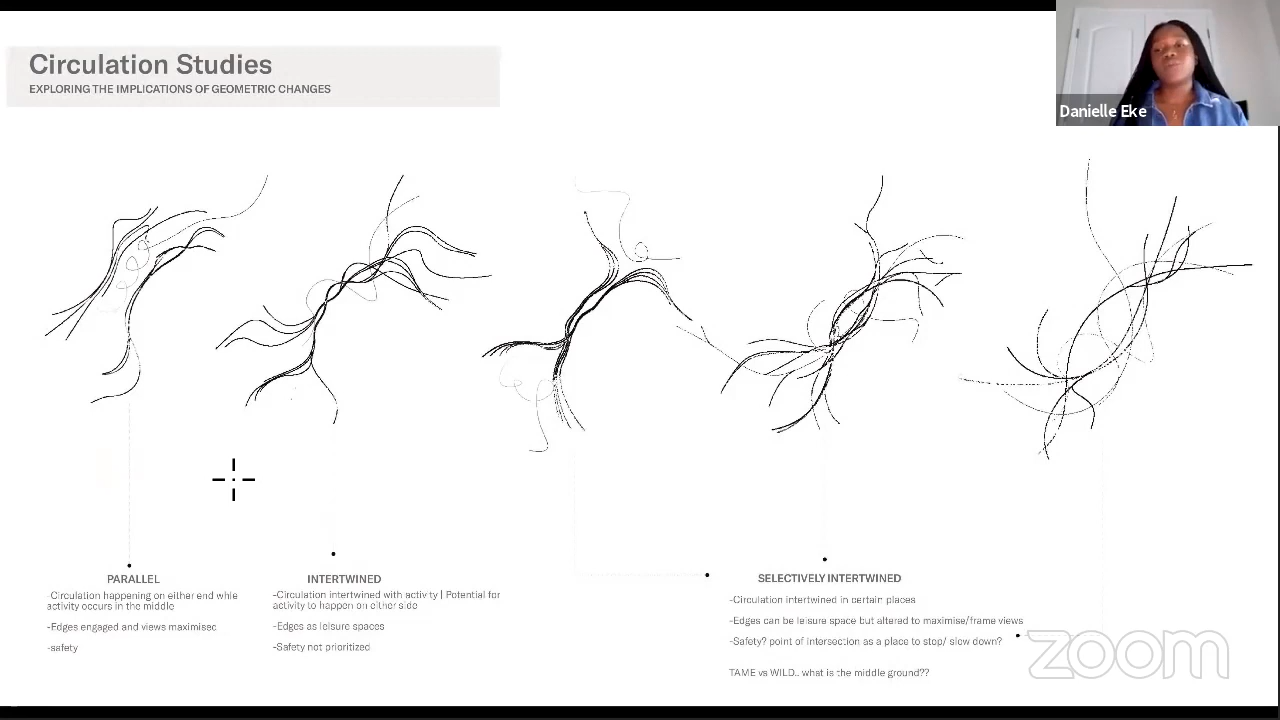 Circulation Studies
EXPLORING THE IMPLICATIONS OF GEOMETRIC CHANGES
Danielle Eke
PARALLEL
-Circulation happening on either end while
activity occurs in the middle
-Edges engaged and views maximised
-safety
INTERTWINED
-Circulation intertwined with activity | Potential for
activity to happen on either side
-Edges as leisure spaces
-Safety not prioritized
SELECTIVELY INTERTWINED
-Circulation intertwined in certain places
-Edges can be leisure space but altered to maximise/frame views
-Safety? point of intersection as a place to stop/ slow down?
TAME vs WILD.. what is the middle ground??
zoom